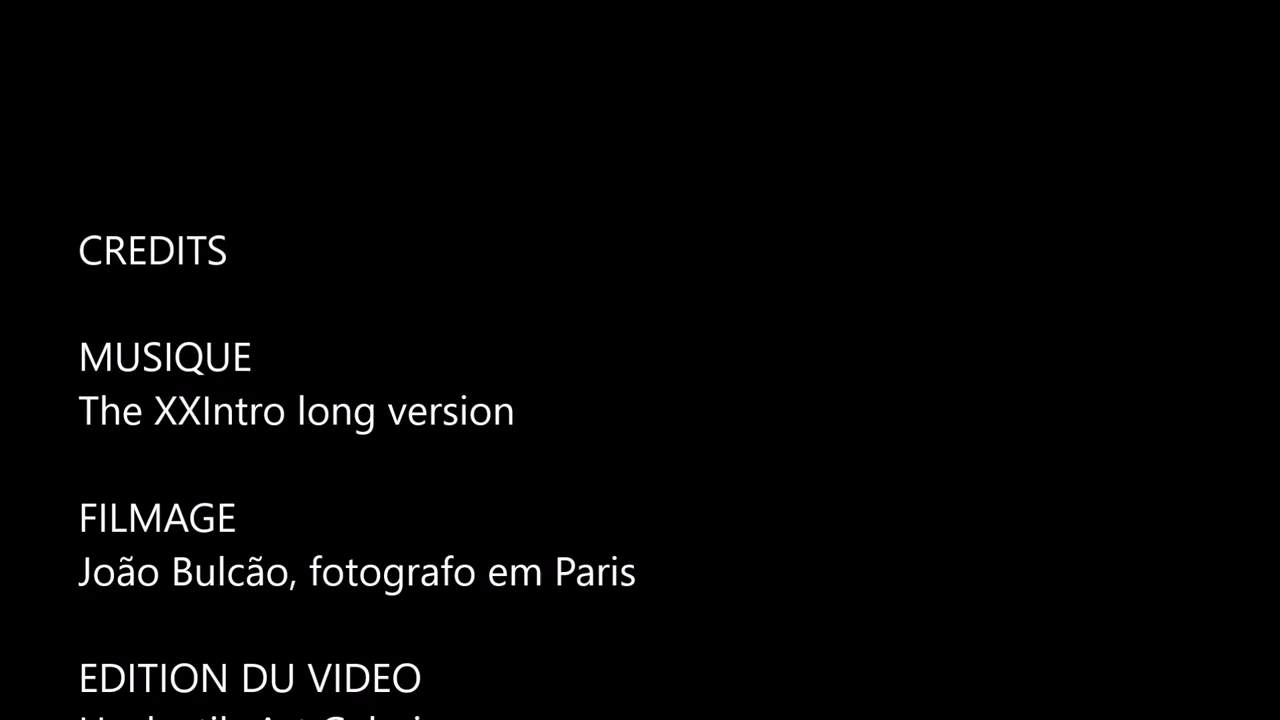 CREDITS
MUSIQUE
The XXIntro long version
FILMAGE
João Bulcão, fotografo em Paris
EDITION DU VIDEO